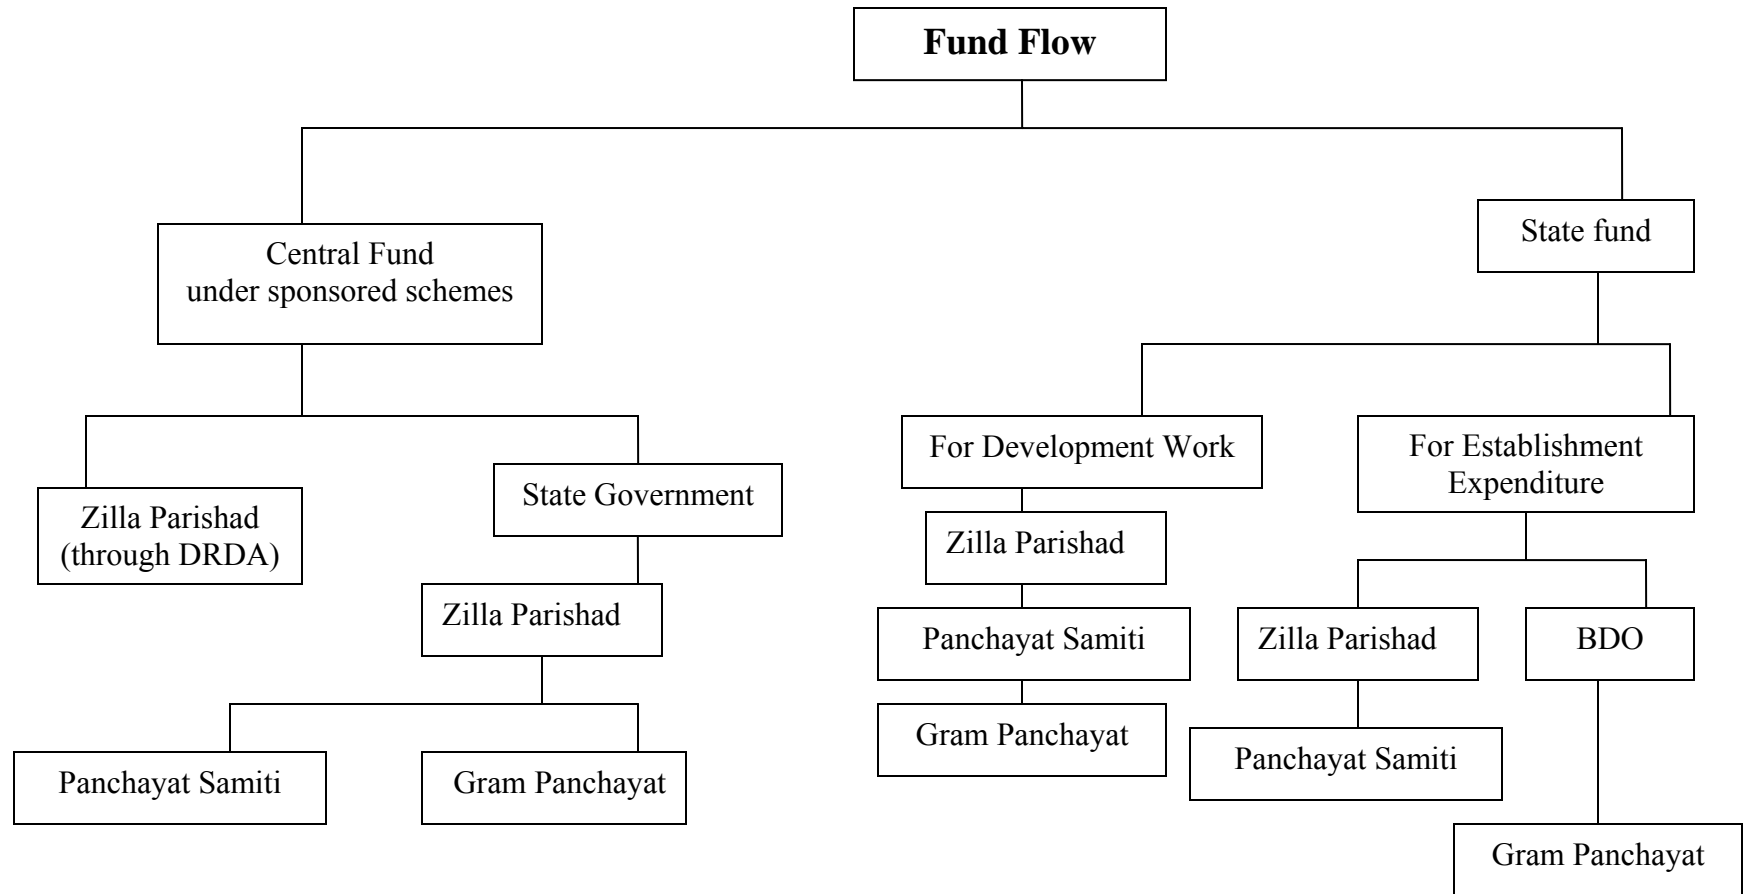 Fund Flow
Central Fund
under sponsored schemes
State fund
Zilla Parishad
(through DRDA)
State Government
Zilla Parishad
Panchayat Samiti
Gram Panchayat
For Development Work
Zilla Parishad
Panchayat Samiti
Gram Panchayat
For Establishment
Expenditure
Zilla Parishad
Panchayat Samiti
BDO
Gram Panchayat